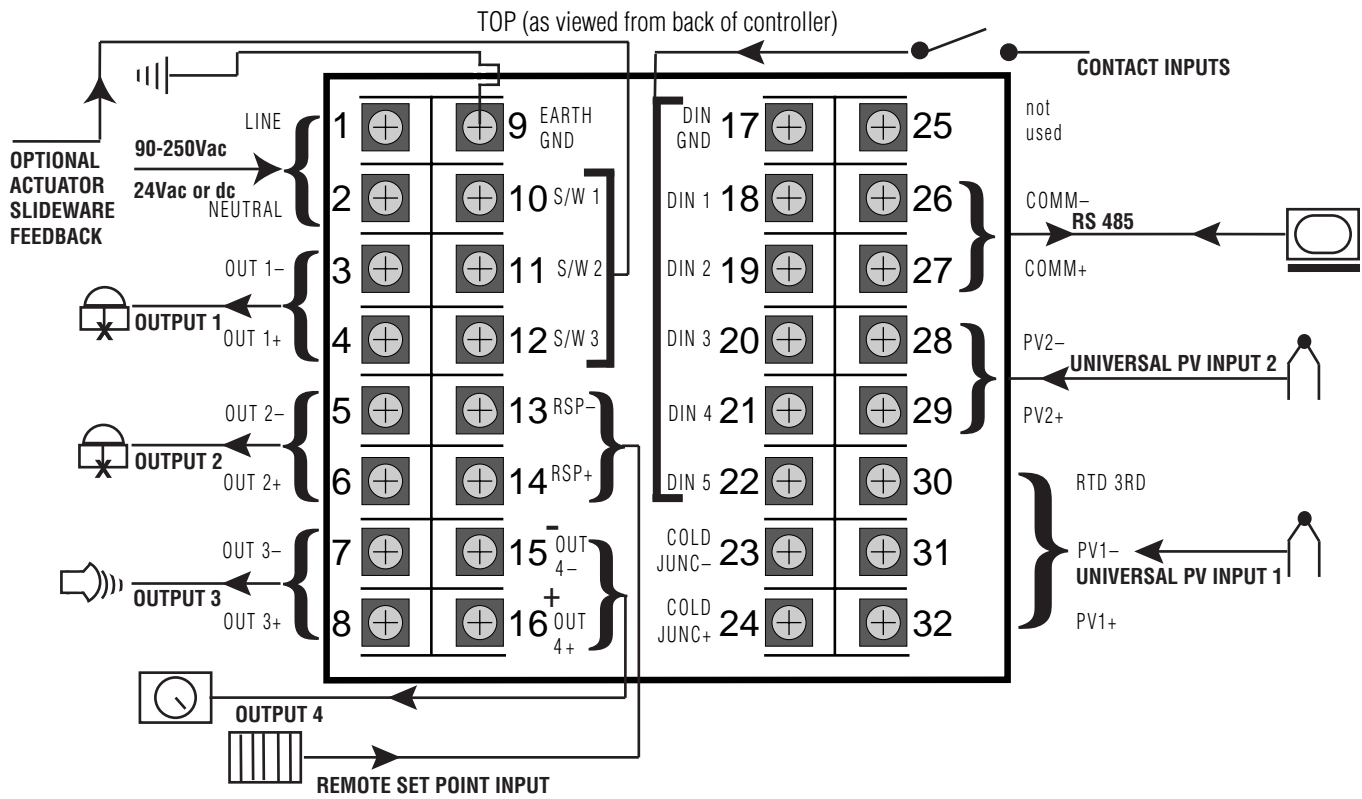 TOP (as viewed from back of controller)
CONTACT INPUTS
OPTIONAL
ACTUATOR
SLIDEWARE
FEEDBACK
90-250Vac
24Vac or dc
LINE
NEUTRAL
1
2
OUT 1–
OUT 1+
OUTPUT 1
3
4
OUT 2–
OUT 2+
OUTPUT 2
5
6
OUT 3–
OUT 3+
OUTPUT 3
7
8
9 EARTH
GND
10 S/W 1
11 S/W 2
12 S/W 3
13 RSP–
14 RSP+
-
15 OUT
4–
+
16 OUT
4+
OUTPUT 4
REMOTE SET POINT INPUT
DIN
GND 17
DIN 1 18
DIN 2 19
DIN 3 20
DIN 4 21
DIN 5 22
COLD
JUNC– 23
COLD
JUNC+ 24
25 not
used
26 COMM–
RS 485
27 COMM+
28 PV2–
UNIVERSAL PV INPUT 2
29 PV2+
30 RTD 3RD
31 PV1–
UNIVERSAL PV INPUT 1
32 PV1+
X
X